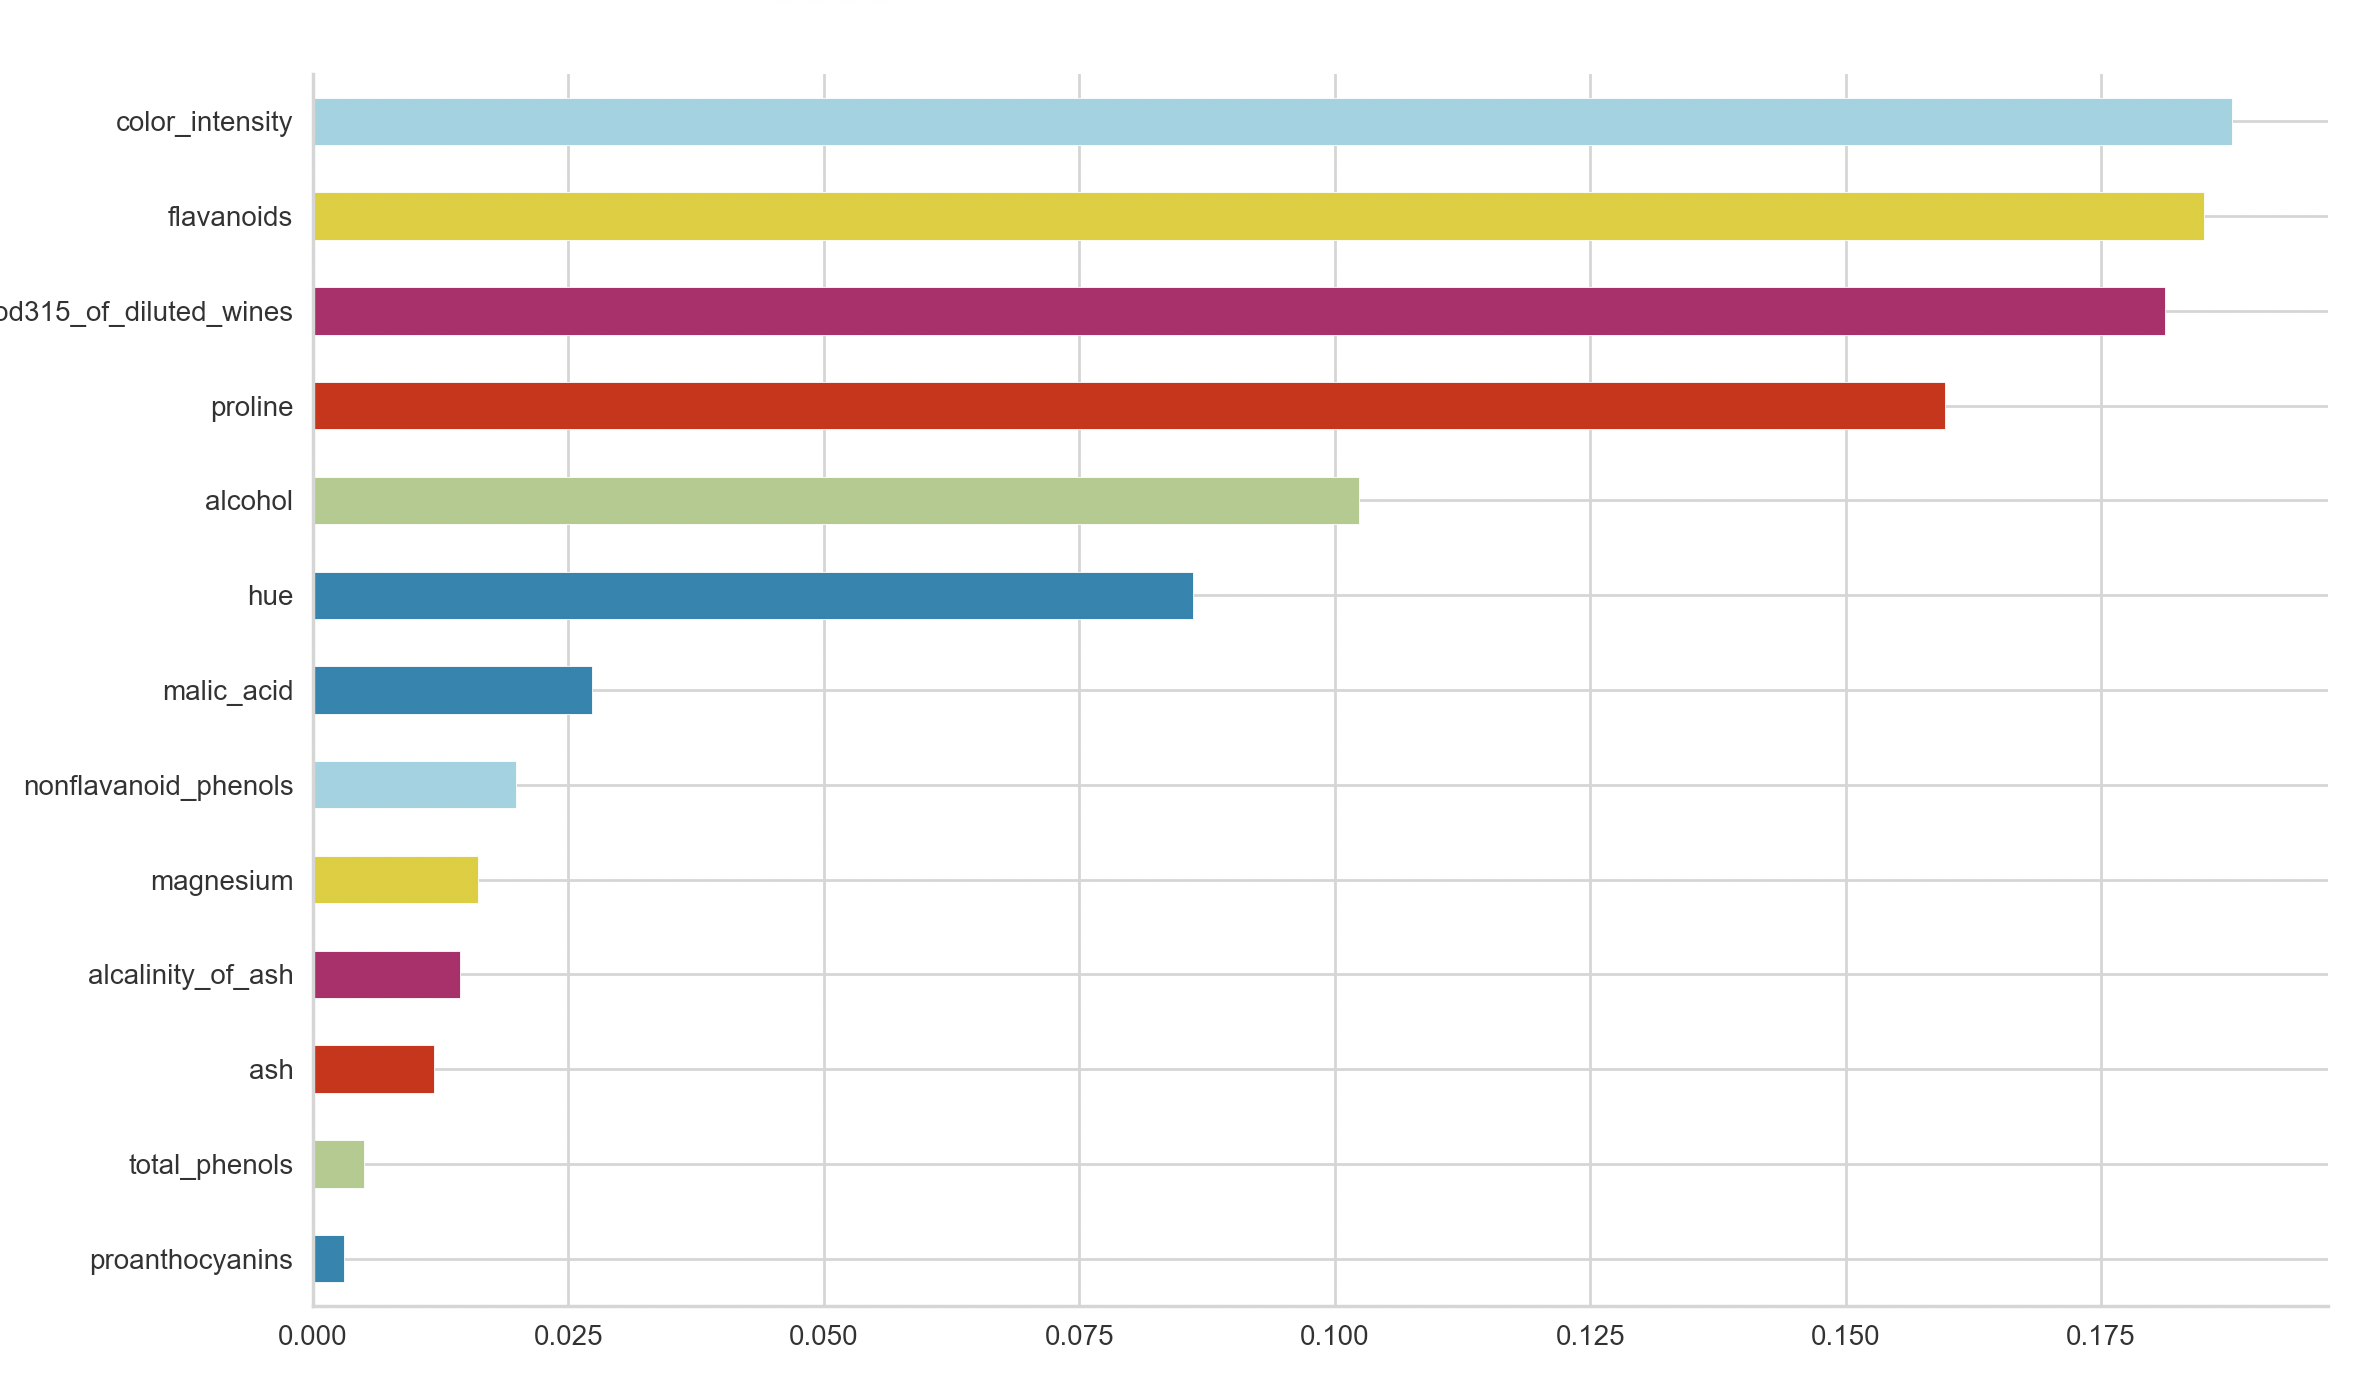 color_intensity
flavanoids
od315_of_diluted_wines
proline
alcohol
hue
malic_acid
nonflavanoid_phenols
magnesium
alcalinity_of_ash
ash
total_phenols
proanthocyanins
0.000 0.025 0.050 0.075 0.100 0.125 0.150 0.175